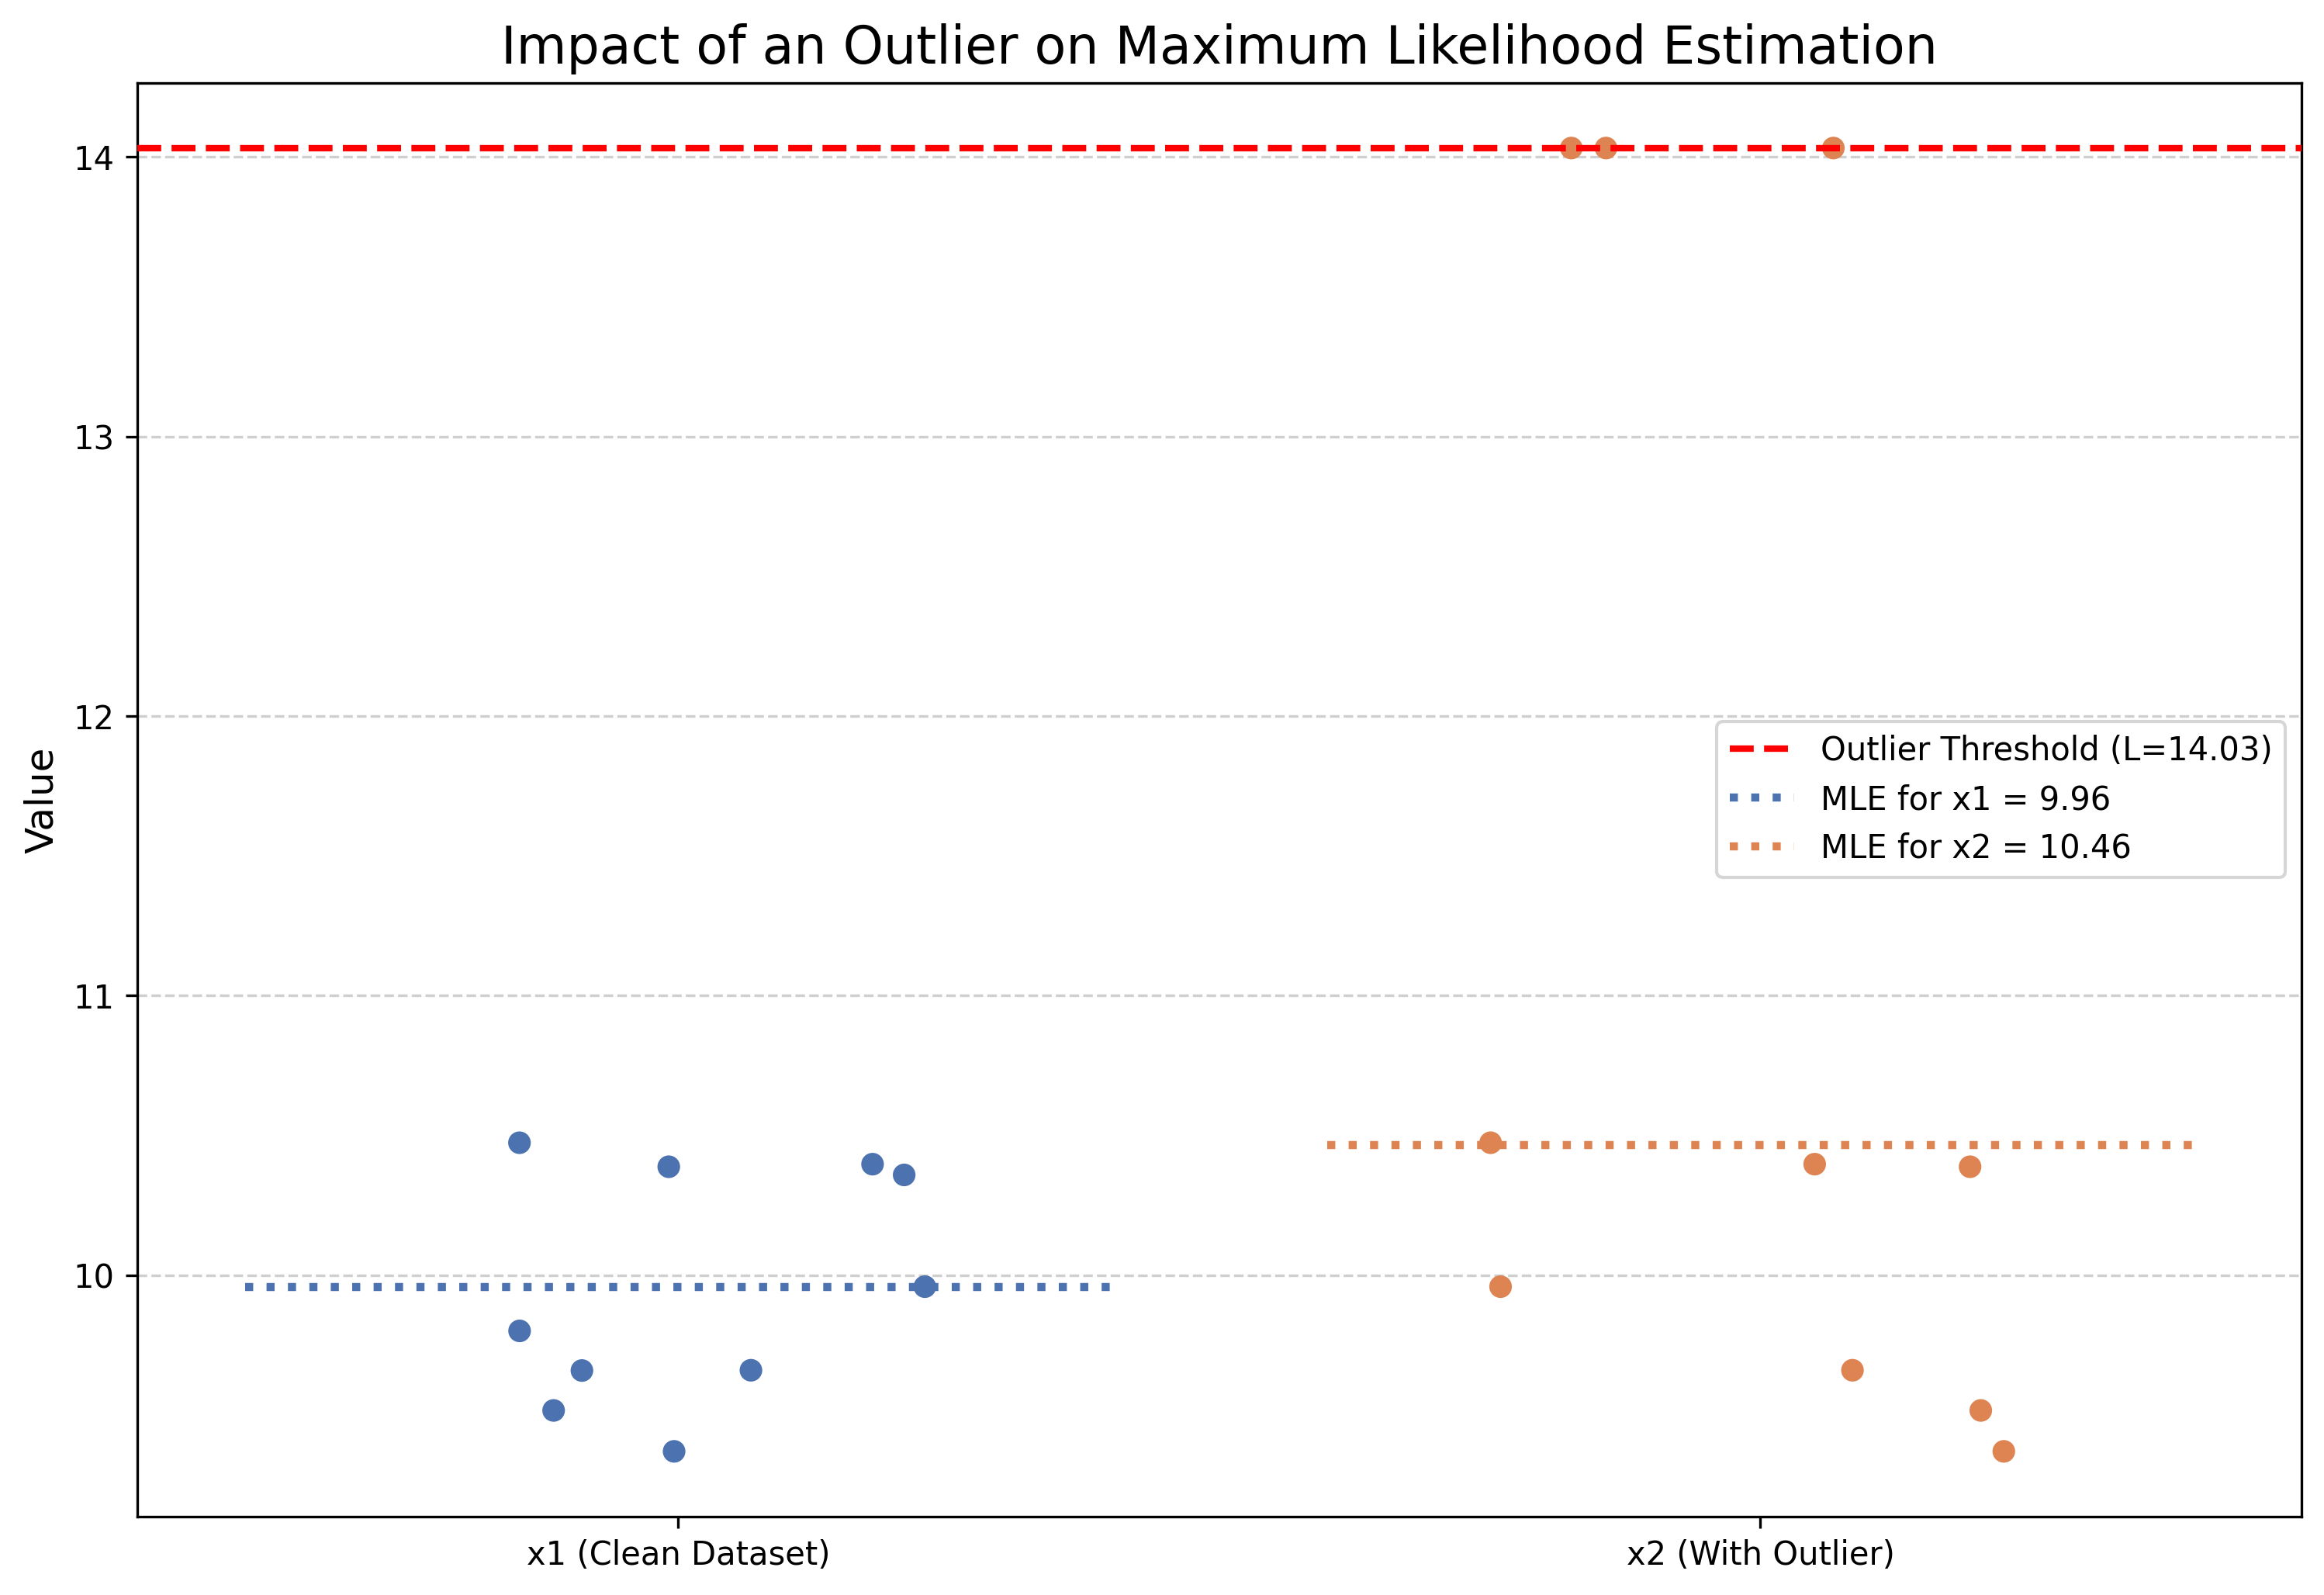 Impact of an Outlier on Maximum Likelihood Estimation
Value
14
13
12
11
10
Outlier Threshold (L=14.03)
MLE for x1 = 9.96
MLE for x2 = 10.46
x1 (Clean Dataset)
x2 (With Outlier)